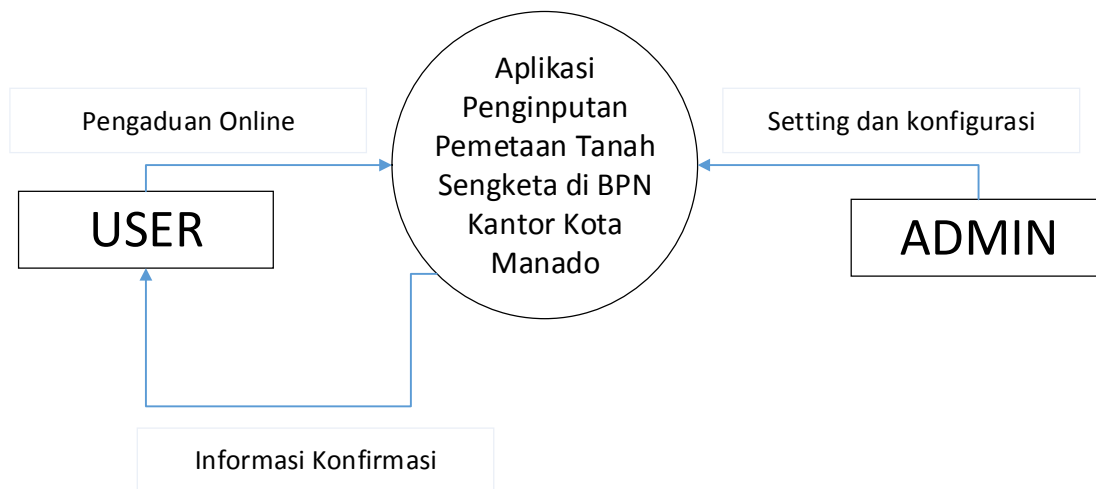 Aplikasi
Penginputan
Pemetaan Tanah
Sengketa di BPN
Kantor Kota
Manado
Pengaduan Online
Setting dan konfigurasi
USER
ADMIN
Informasi Konfirmasi